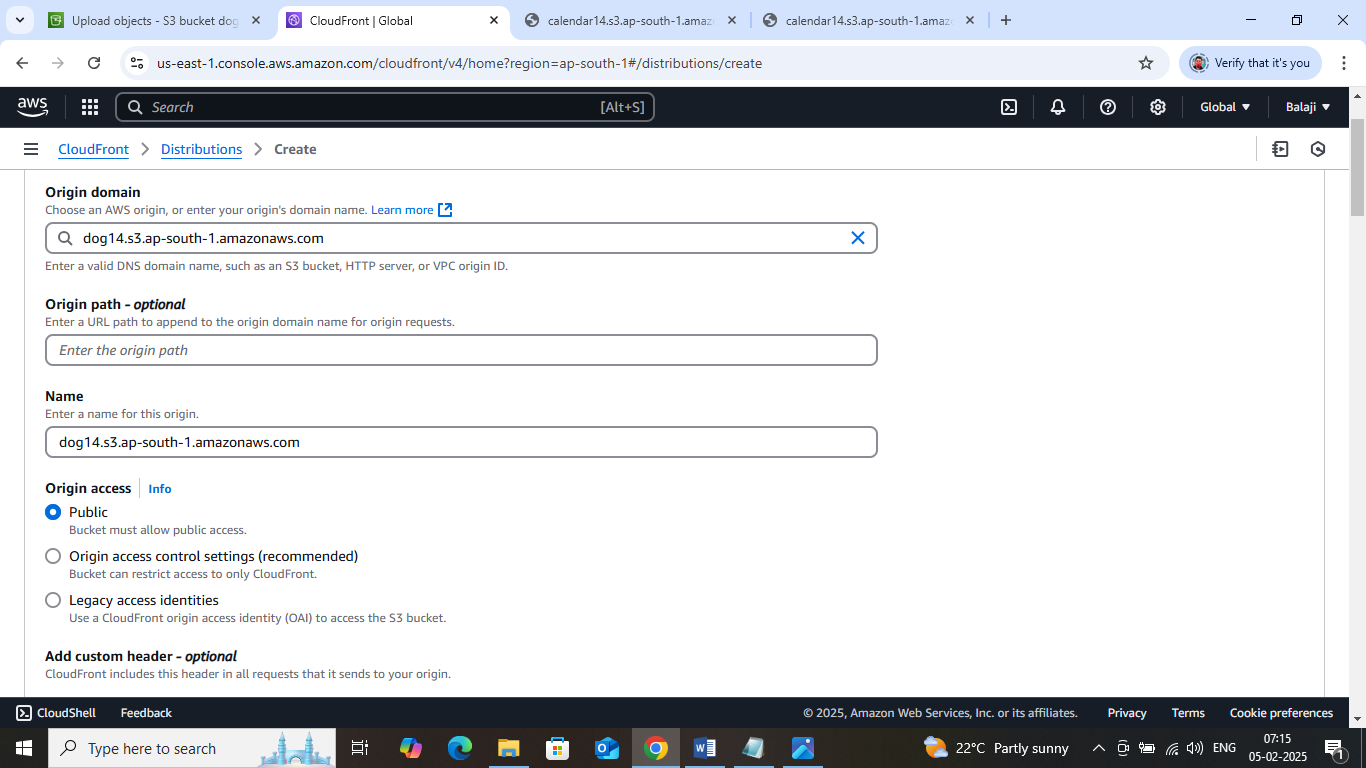 Upload objects - S3 bucket dog
CloudFront | Global
calendar14.s3.ap-south-1.amaz
calendar14.s3.ap-south-1.amaz
us-east-1.console.aws.amazon.com/cloudfront/v4/home?region=ap-south-1#/distributions/create
Verify that it's you
aws
Search
[Alt+S]
Global
Balaji
CloudFront
Distributions
Create
Origin domain
Choose an AWS origin, or enter your origin's domain name. Learn more
dog14.s3.ap-south-1.amazonaws.com
Enter a valid DNS domain name, such as an S3 bucket, HTTP server, or VPC origin ID.
Origin path - optional
Enter a URL path to append to the origin domain name for origin requests.
Enter the origin path
Name
Enter a name for this origin.
dog14.s3.ap-south-1.amazonaws.com
Origin access
Info
Public
Bucket must allow public access.
Origin access control settings (recommended)
Bucket can restrict access to only CloudFront.
Legacy access identities
Use a CloudFront origin access identity (OAI) to access the S3 bucket.
Add custom header - optional
CloudFront includes this header in all requests that it sends to your origin.
CloudShell
Feedback
© 2025, Amazon Web Services, Inc. or its affiliates.
Privacy
Terms
Cookie preferences
Type here to search
22°C Partly sunny
ENG
07:15
05-02-2025
1